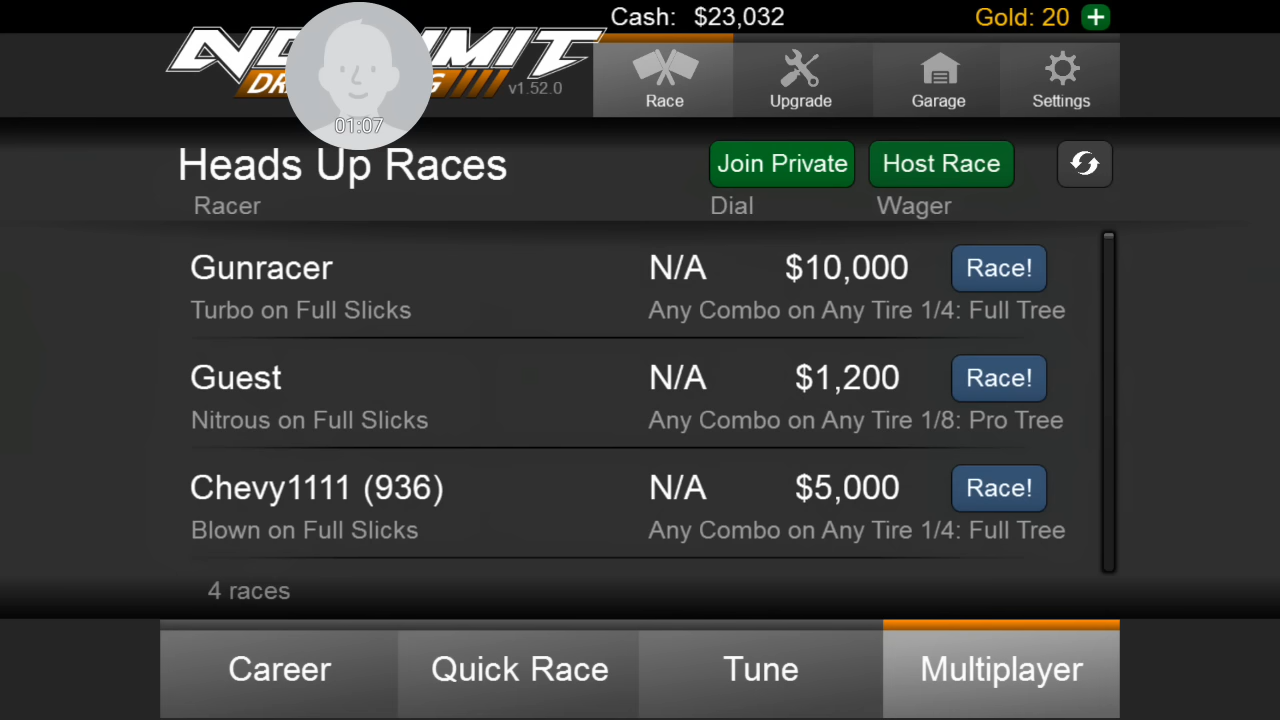 Cash: $23,032
Gold: 20 +
v1.52.0
Race
Upgrade
Garage
Settings
01:07
Heads Up Races
Join Private
Host Race
Racer
Dial
Wager
Gunracer
N/A
$10,000
Race!
Turbo on Full Slicks
Any Combo on Any Tire 1/4: Full Tree
Guest
N/A
$1,200
Race!
Nitrous on Full Slicks
Any Combo on Any Tire 1/8: Pro Tree
Chevy1111 (936)
N/A
$5,000
Race!
Blown on Full Slicks
Any Combo on Any Tire 1/4: Full Tree
4 races
Career
Quick Race
Tune
Multiplayer